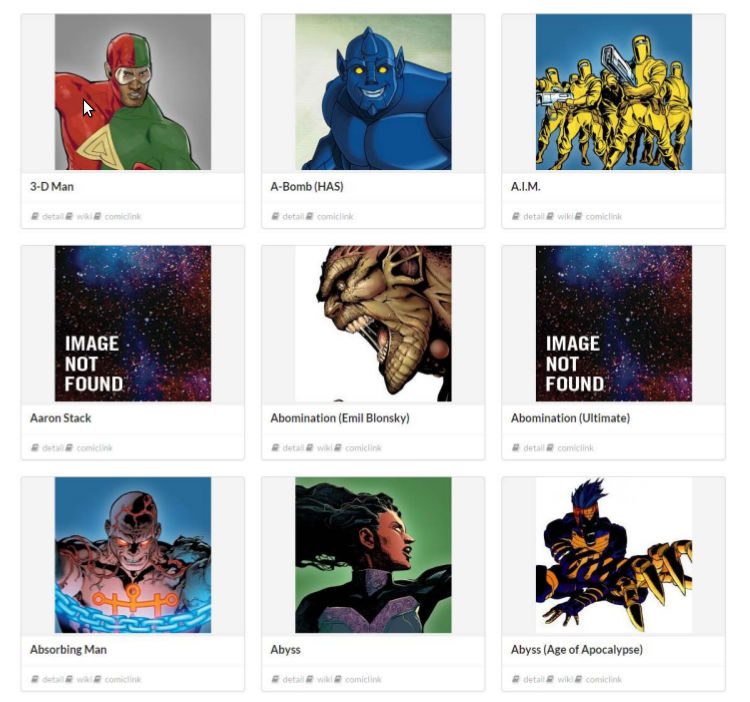 3-D Man
detail wiki comiclink
A-Bomb (HAS)
detail wiki comiclink
A.I.M.
detail wiki comiclink
IMAGE
NOT
FOUND
Aaron Stack
detail comiclink
Abomination (Emil Blonsky)
detail wiki comiclink
IMAGE
NOT
FOUND
Abomination (Ultimate)
detail comiclink
Absorbing Man
detail wiki comiclink
Abyss
detail wiki comiclink
Abyss (Age of Apocalypse)
detail wiki comiclink